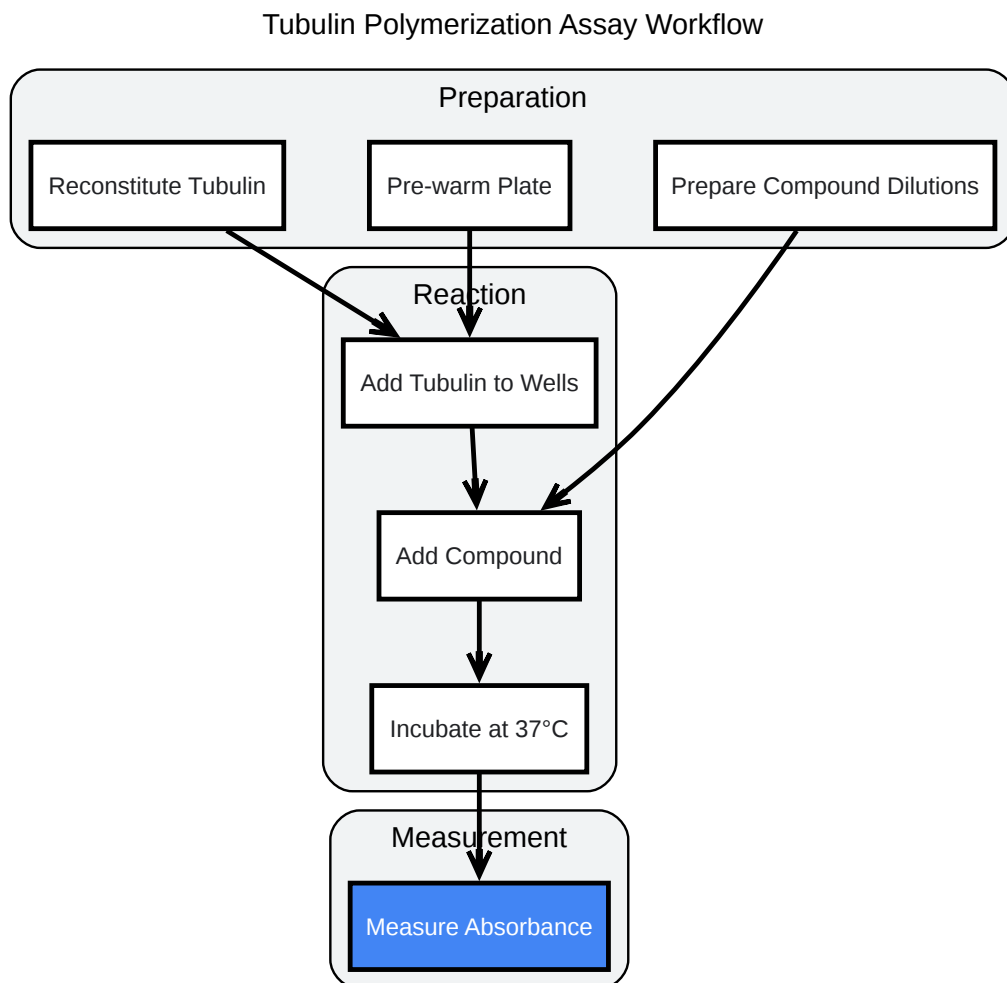 Tubulin Polymerization Assay Workflow
Preparation
Reconstitute Tubulin
Pre-warm Plate
Prepare Compound Dilutions
Reaction
Add Tubulin to Wells
Add Compound
Incubate at 37°C
Measurement
Measure Absorbance